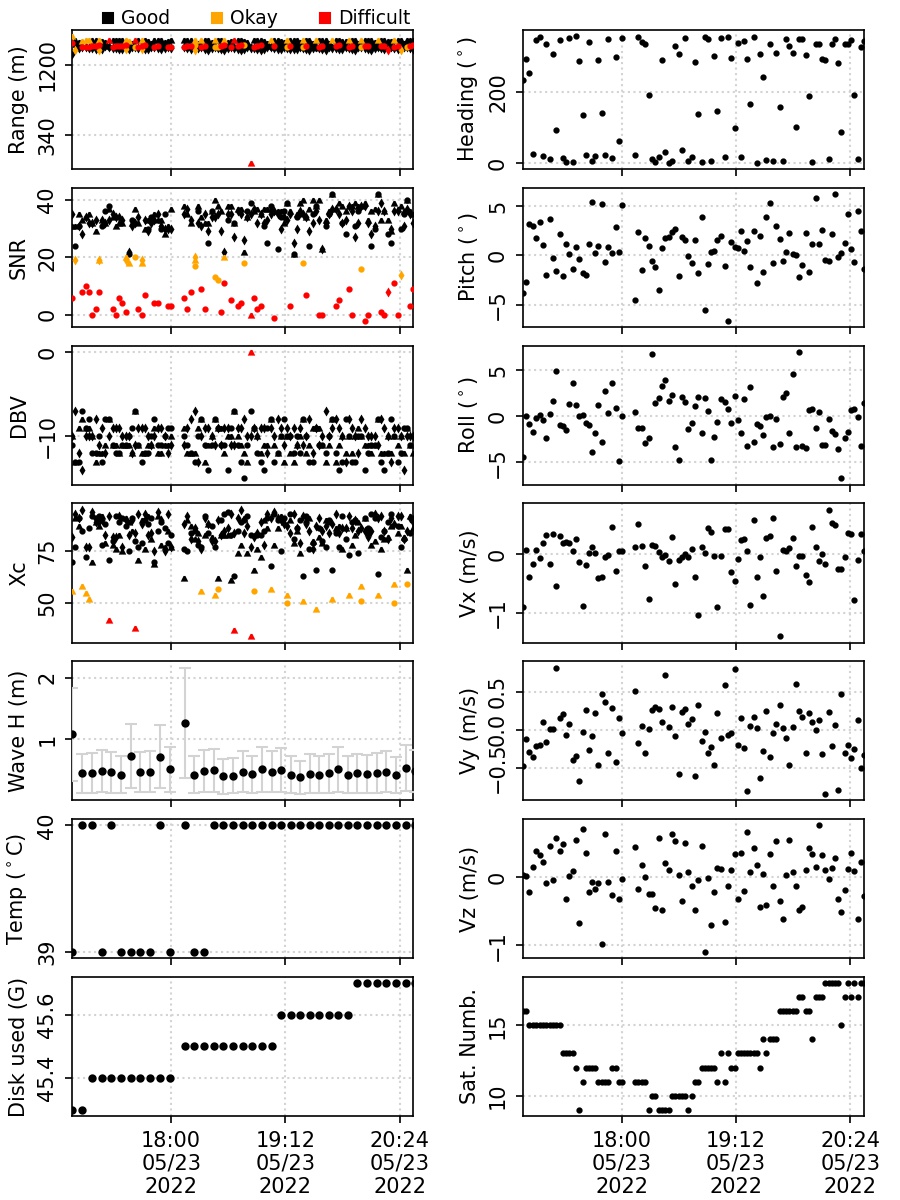 Good Okay Difficult
Range (m)
1200
340
Heading (°)
200
0
SNR
40
20
0
Pitch (°)
5
0
−5
DBV
0
−10
Roll (°)
5
0
−5
Xc
75
50
Vx (m/s)
0
−1
Wave H (m)
2
1
Vy (m/s)
0.5
0.0
−0.5
Temp (°C)
40
39
Vz (m/s)
0
−1
Disk used (G)
45.6
45.4
Sat. Numb.
15
10
18:00 19:12 20:24
05/23 05/23 05/23
2022 2022 2022
18:00 19:12 20:24
05/23 05/23 05/23
2022 2022 2022